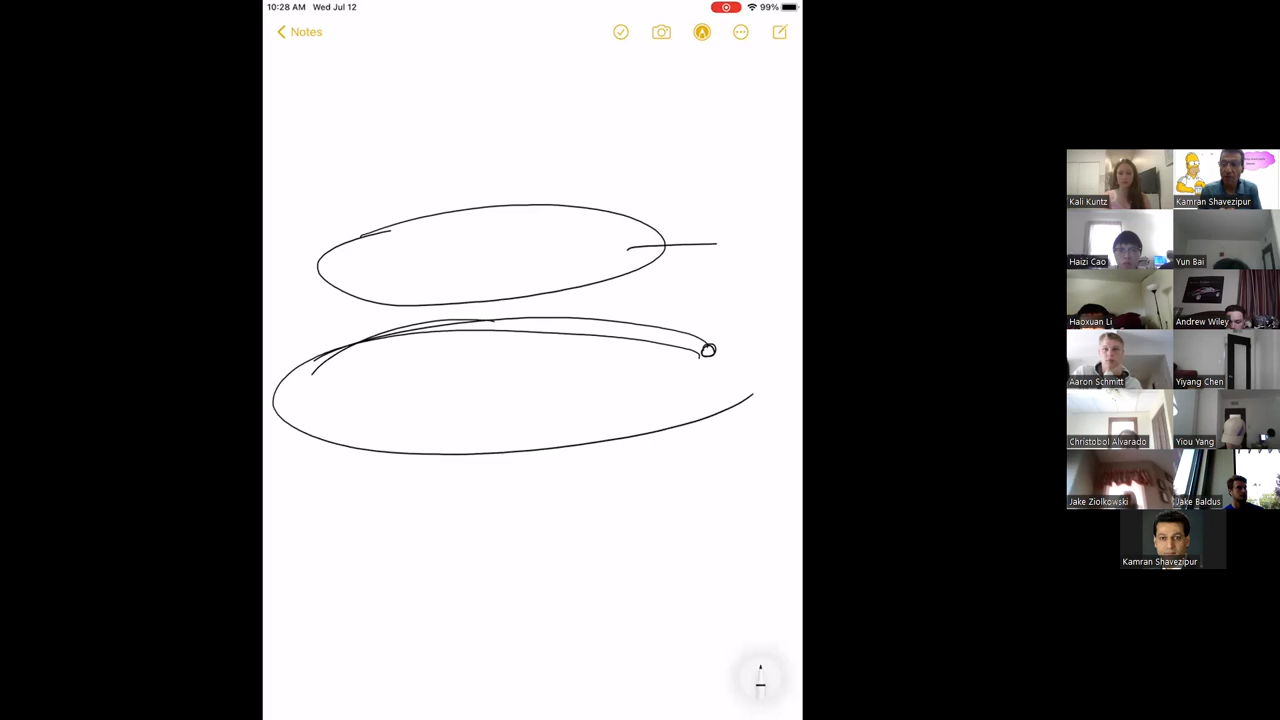 10:28 AM Wed Jul 12
99%
Notes
Kali Kuntz
Kamran Shavezipur
Haizi Cao
Yun Bai
Haoxuan Li
Andrew Wiley
Aaron Schmitt
Yiyang Chen
Christobol Alvarado
Yiou Yang
Jake Ziolkowski
Jake Baldus
Kamran Shavezipur